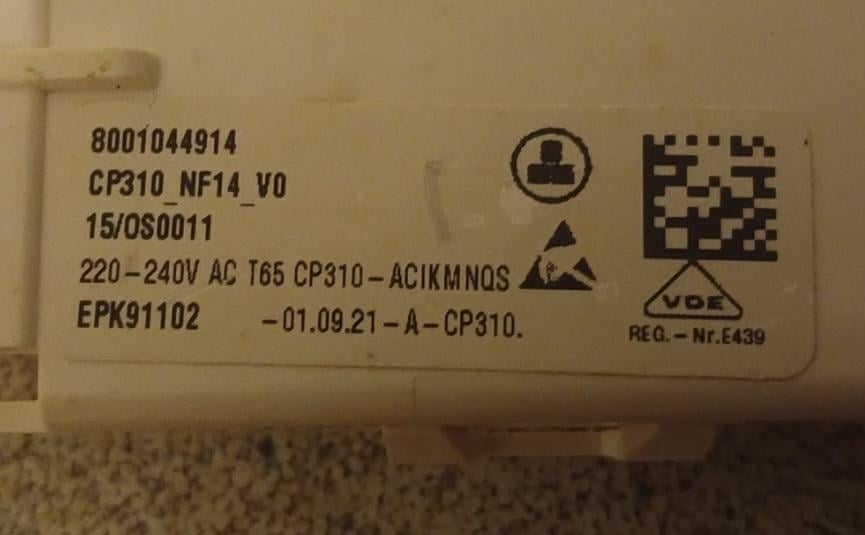 8001044914
CP310_NF14_V0
15/OS0011
220-240V AC T65 CP310-ACIKMNQS
EPK91102 -01.09.21-A-CP310.
VDE
REG.-Nr.E439